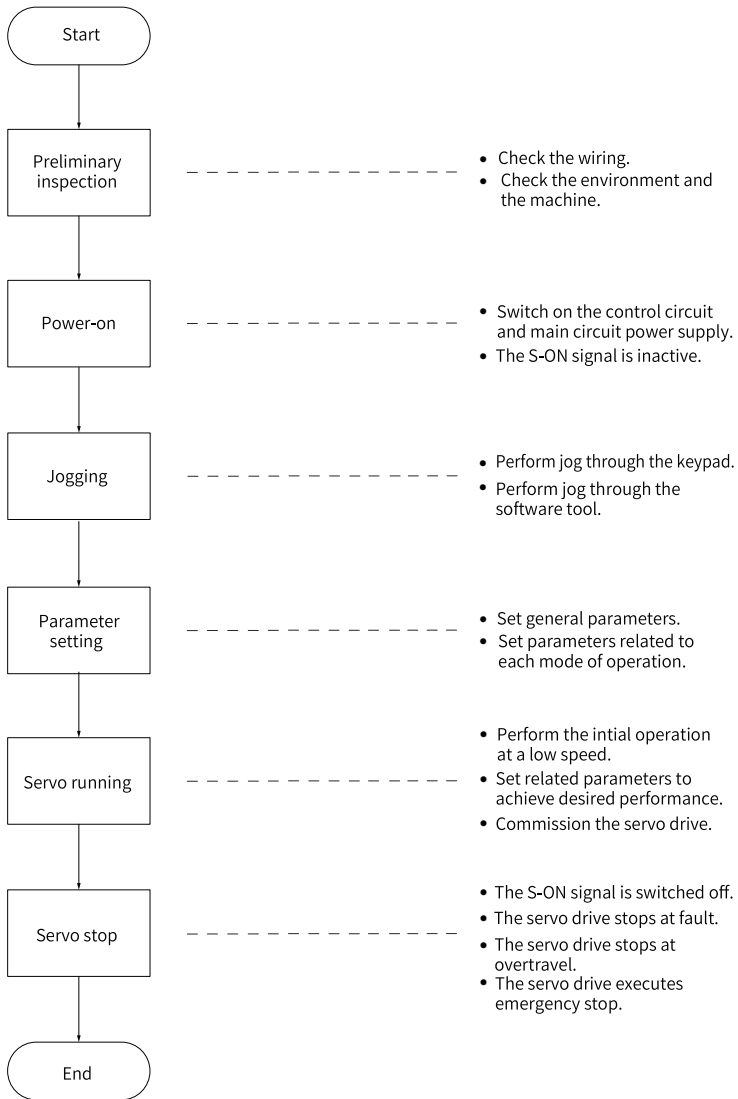 Start
Preliminary
inspection
• Check the wiring.
• Check the environment and
the machine.
Power-on
• Switch on the control circuit
and main circuit power supply.
• The S-ON signal is inactive.
Jogging
• Perform jog through the keypad.
• Perform jog through the
software tool.
Parameter
setting
• Set general parameters.
• Set parameters related to
each mode of operation.
Servo running
• Perform the intial operation
at a low speed.
• Set related parameters to
achieve desired performance.
• Commission the servo drive.
Servo stop
• The S-ON signal is switched off.
• The servo drive stops at fault.
• The servo drive stops at
overtravel.
• The servo drive executes
emergency stop.
End